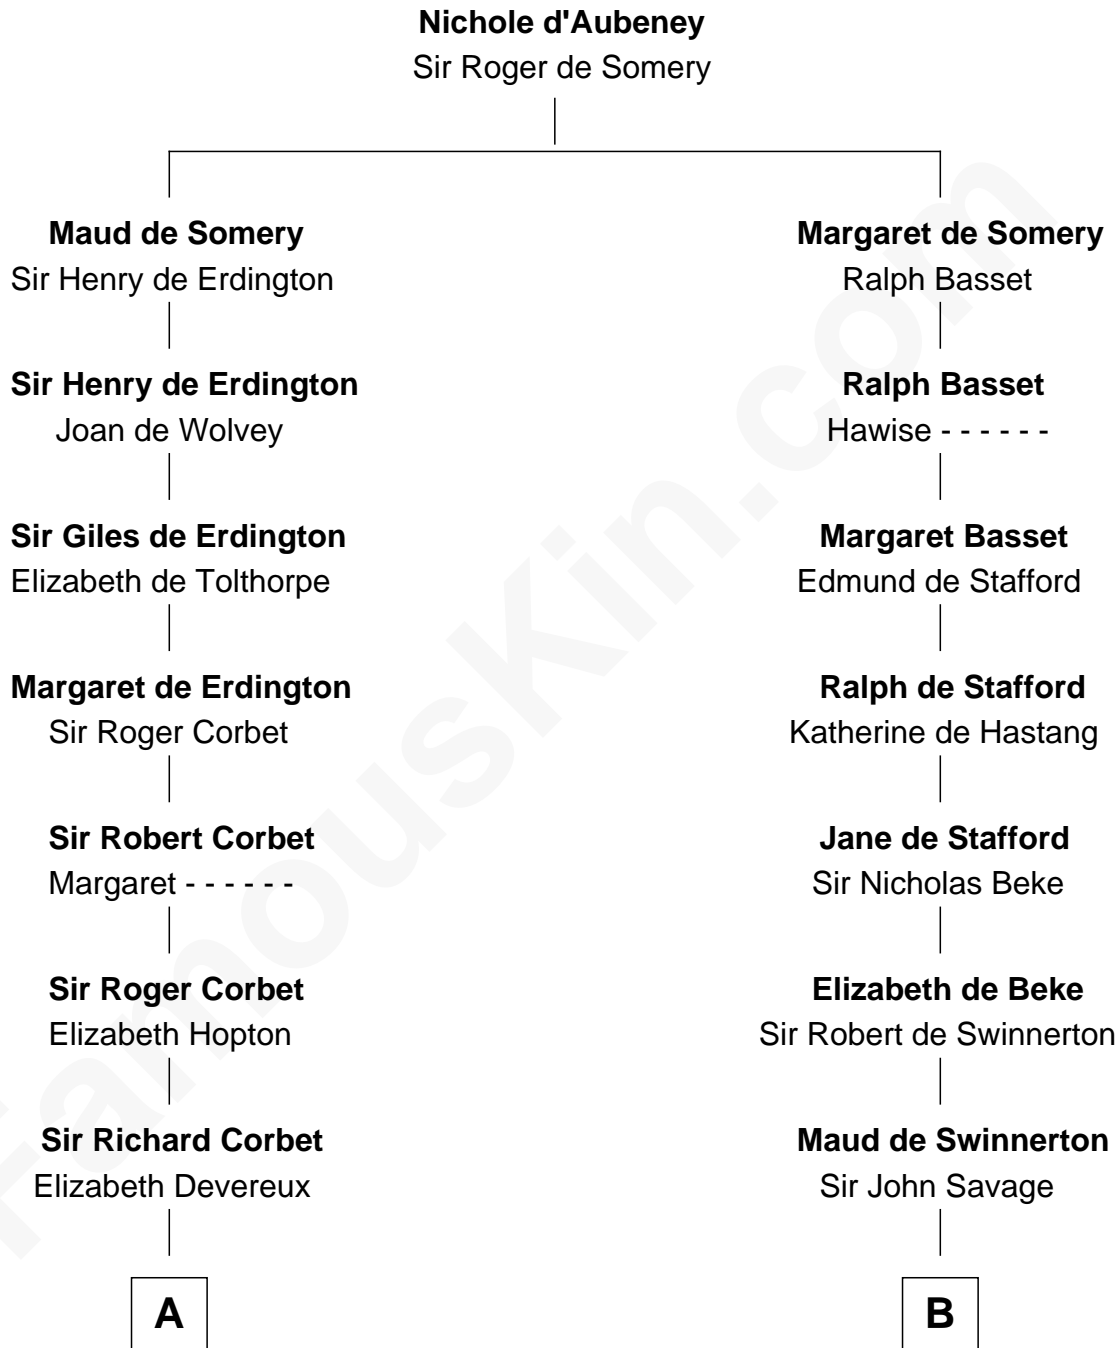 Nichole d'Aubeney
Sir Roger de Somery
Maud de Somery
Sir Henry de Erdington
Sir Henry de Erdington
Joan de Wolvey
Sir Giles de Erdington
Elizabeth de Tolthorpe
Margaret de Erdington
Sir Roger Corbet
Sir Robert Corbet
Margaret - - - - - -
Sir Roger Corbet
Elizabeth Hopton
Sir Richard Corbet
Elizabeth Devereux
A
Margaret de Somery
Ralph Basset
Ralph Basset
Hawise - - - - - -
Margaret Basset
Edmund de Stafford
Ralph de Stafford
Katherine de Hastang
Jane de Stafford
Sir Nicholas Beke
Elizabeth de Beke
Sir Robert de Swinnerton
Maud de Swinnerton
Sir John Savage
B
FamousKin.com